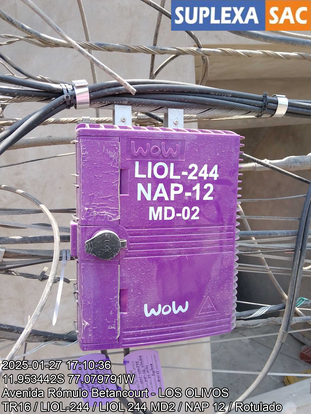 SUPLEXA SAC
WOW
LIOL-244
NAP-12
MD-02
WOW
2025-01-27 17:10:36
11.953442S 77.079791W
Avenida Rómulo Betancourt - LOS OLIVOS
TR16 / LIOL-244 / LIOL 244 MD2 / NAP 12 / Rotulado